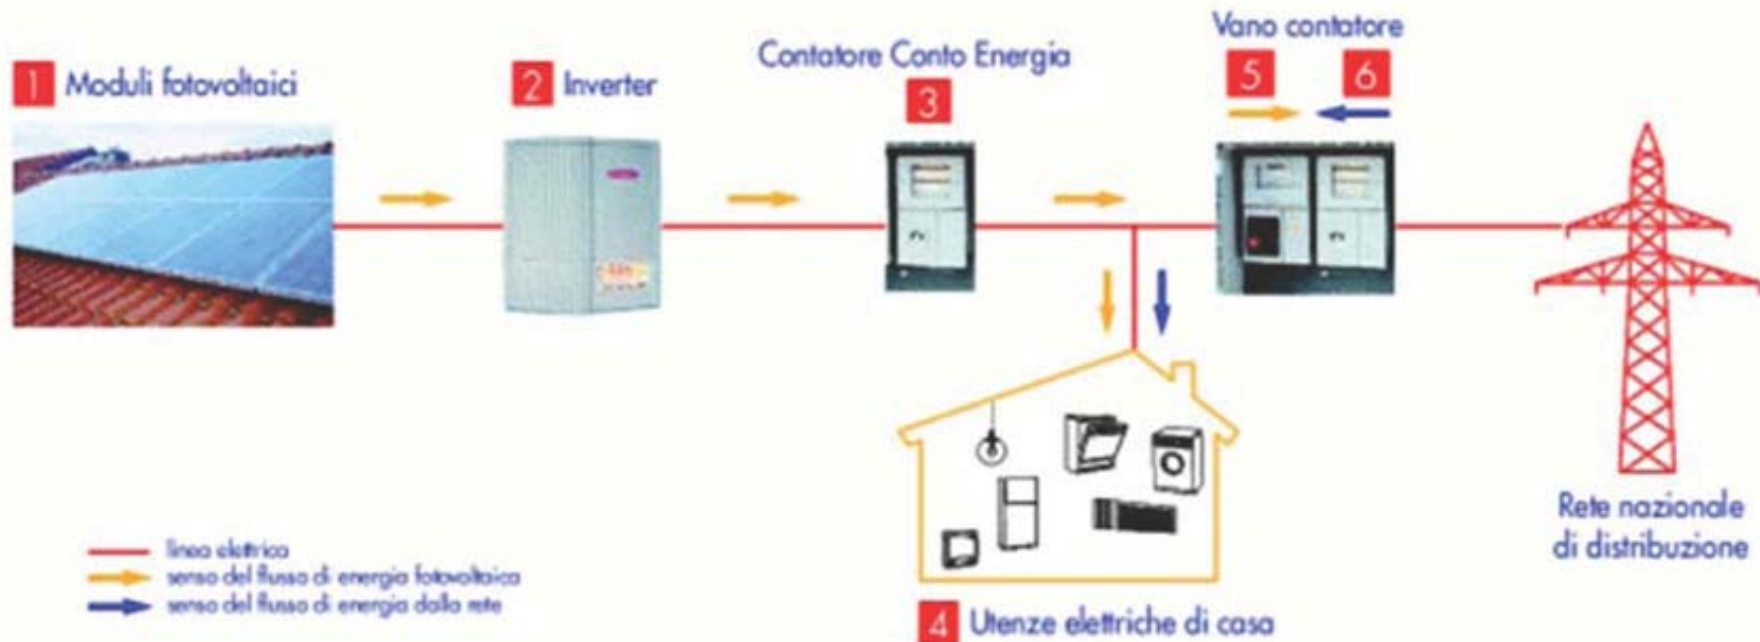 1 Moduli fotovoltaici
2 Inverter
Contatore Conto Energia
3
Vano contatore
5 6
Rete nazionale
di distribuzione
linea elettrica
senso del flusso di energia fotovoltaica
senso del flusso di energia dalla rete
4 Utenze elettriche di casa